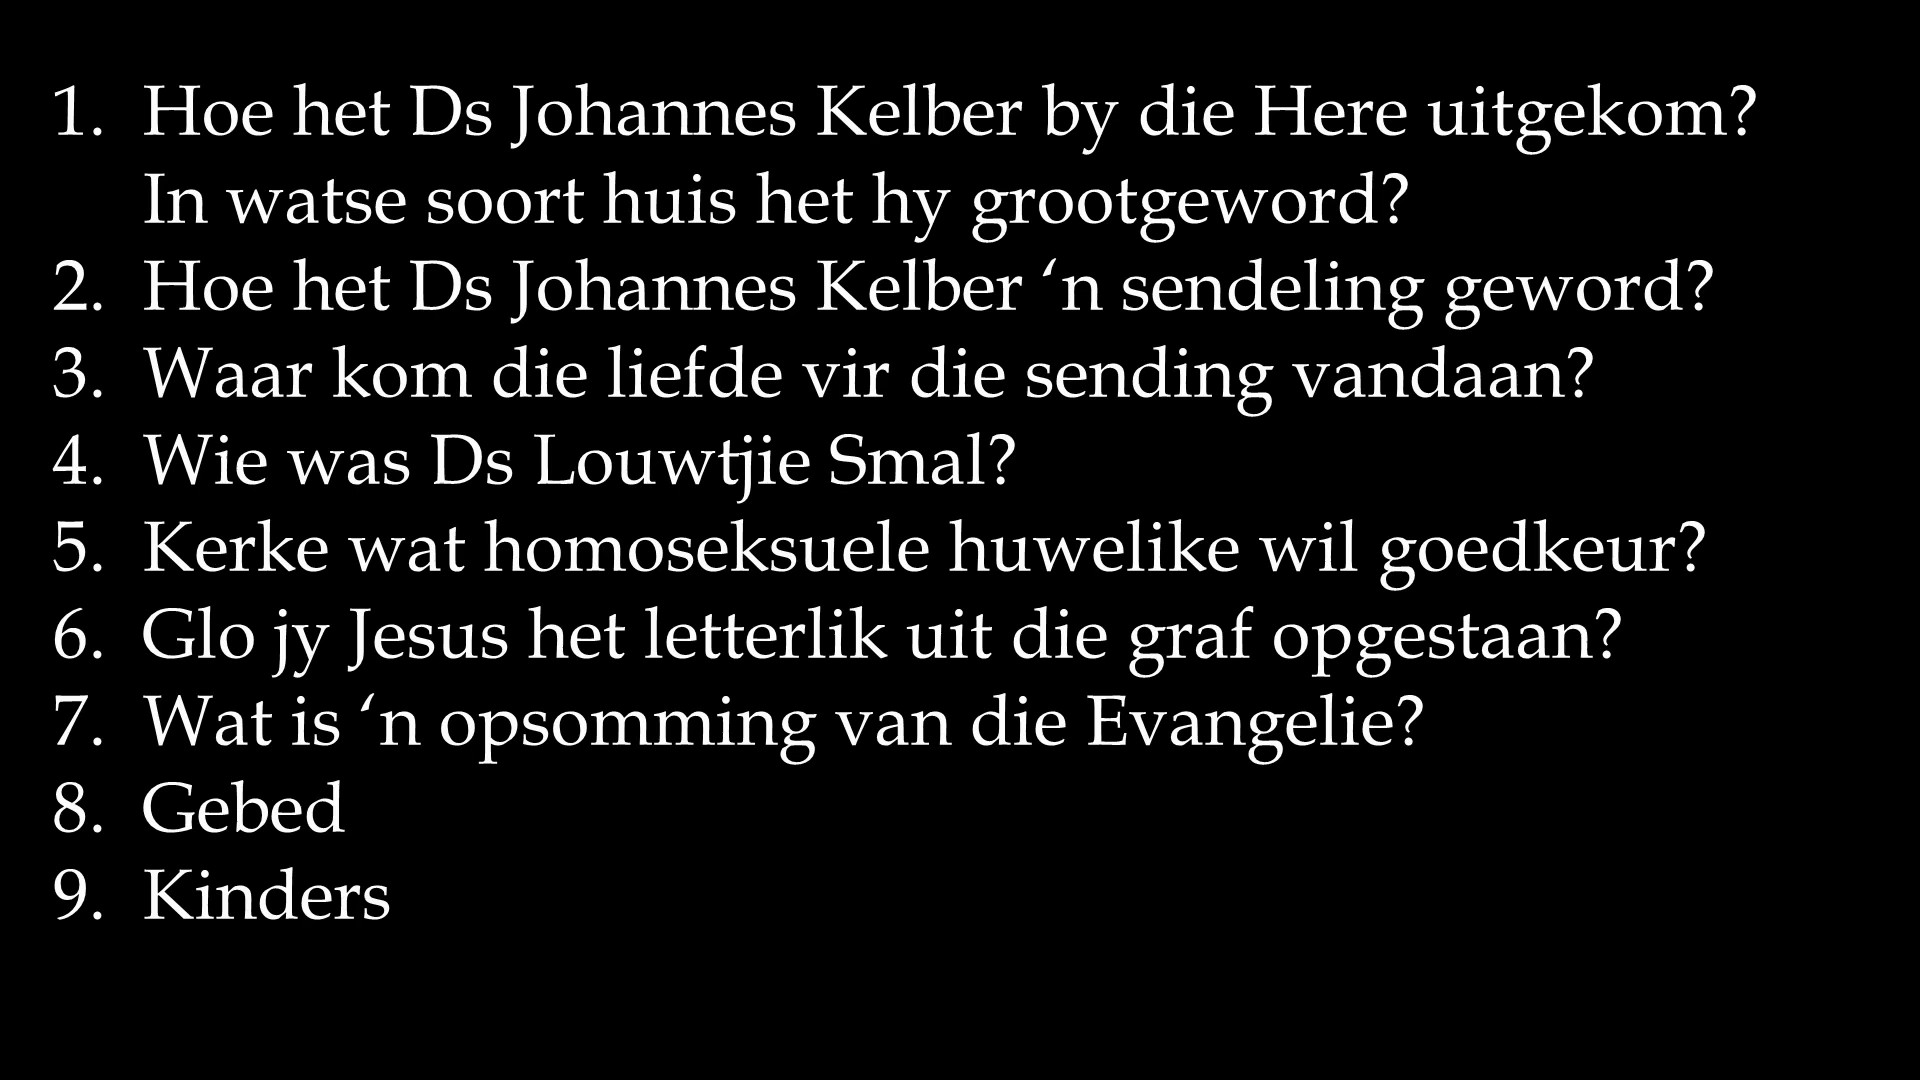 1. Hoe het Ds Johannes Kelber by die Here uitgekom?
In watse soort huis het hy grootgeword?
2. Hoe het Ds Johannes Kelber ‘n sendeling geword?
3. Waar kom die liefde vir die sending vandaan?
4. Wie was Ds Louwtjie Smal?
5. Kerke wat homoseksuele huwelike wil goedkeur?
6. Glo jy Jesus het letterlik uit die graf opgestaan?
7. Wat is ‘n opsomming van die Evangelie?
8. Gebed
9. Kinders